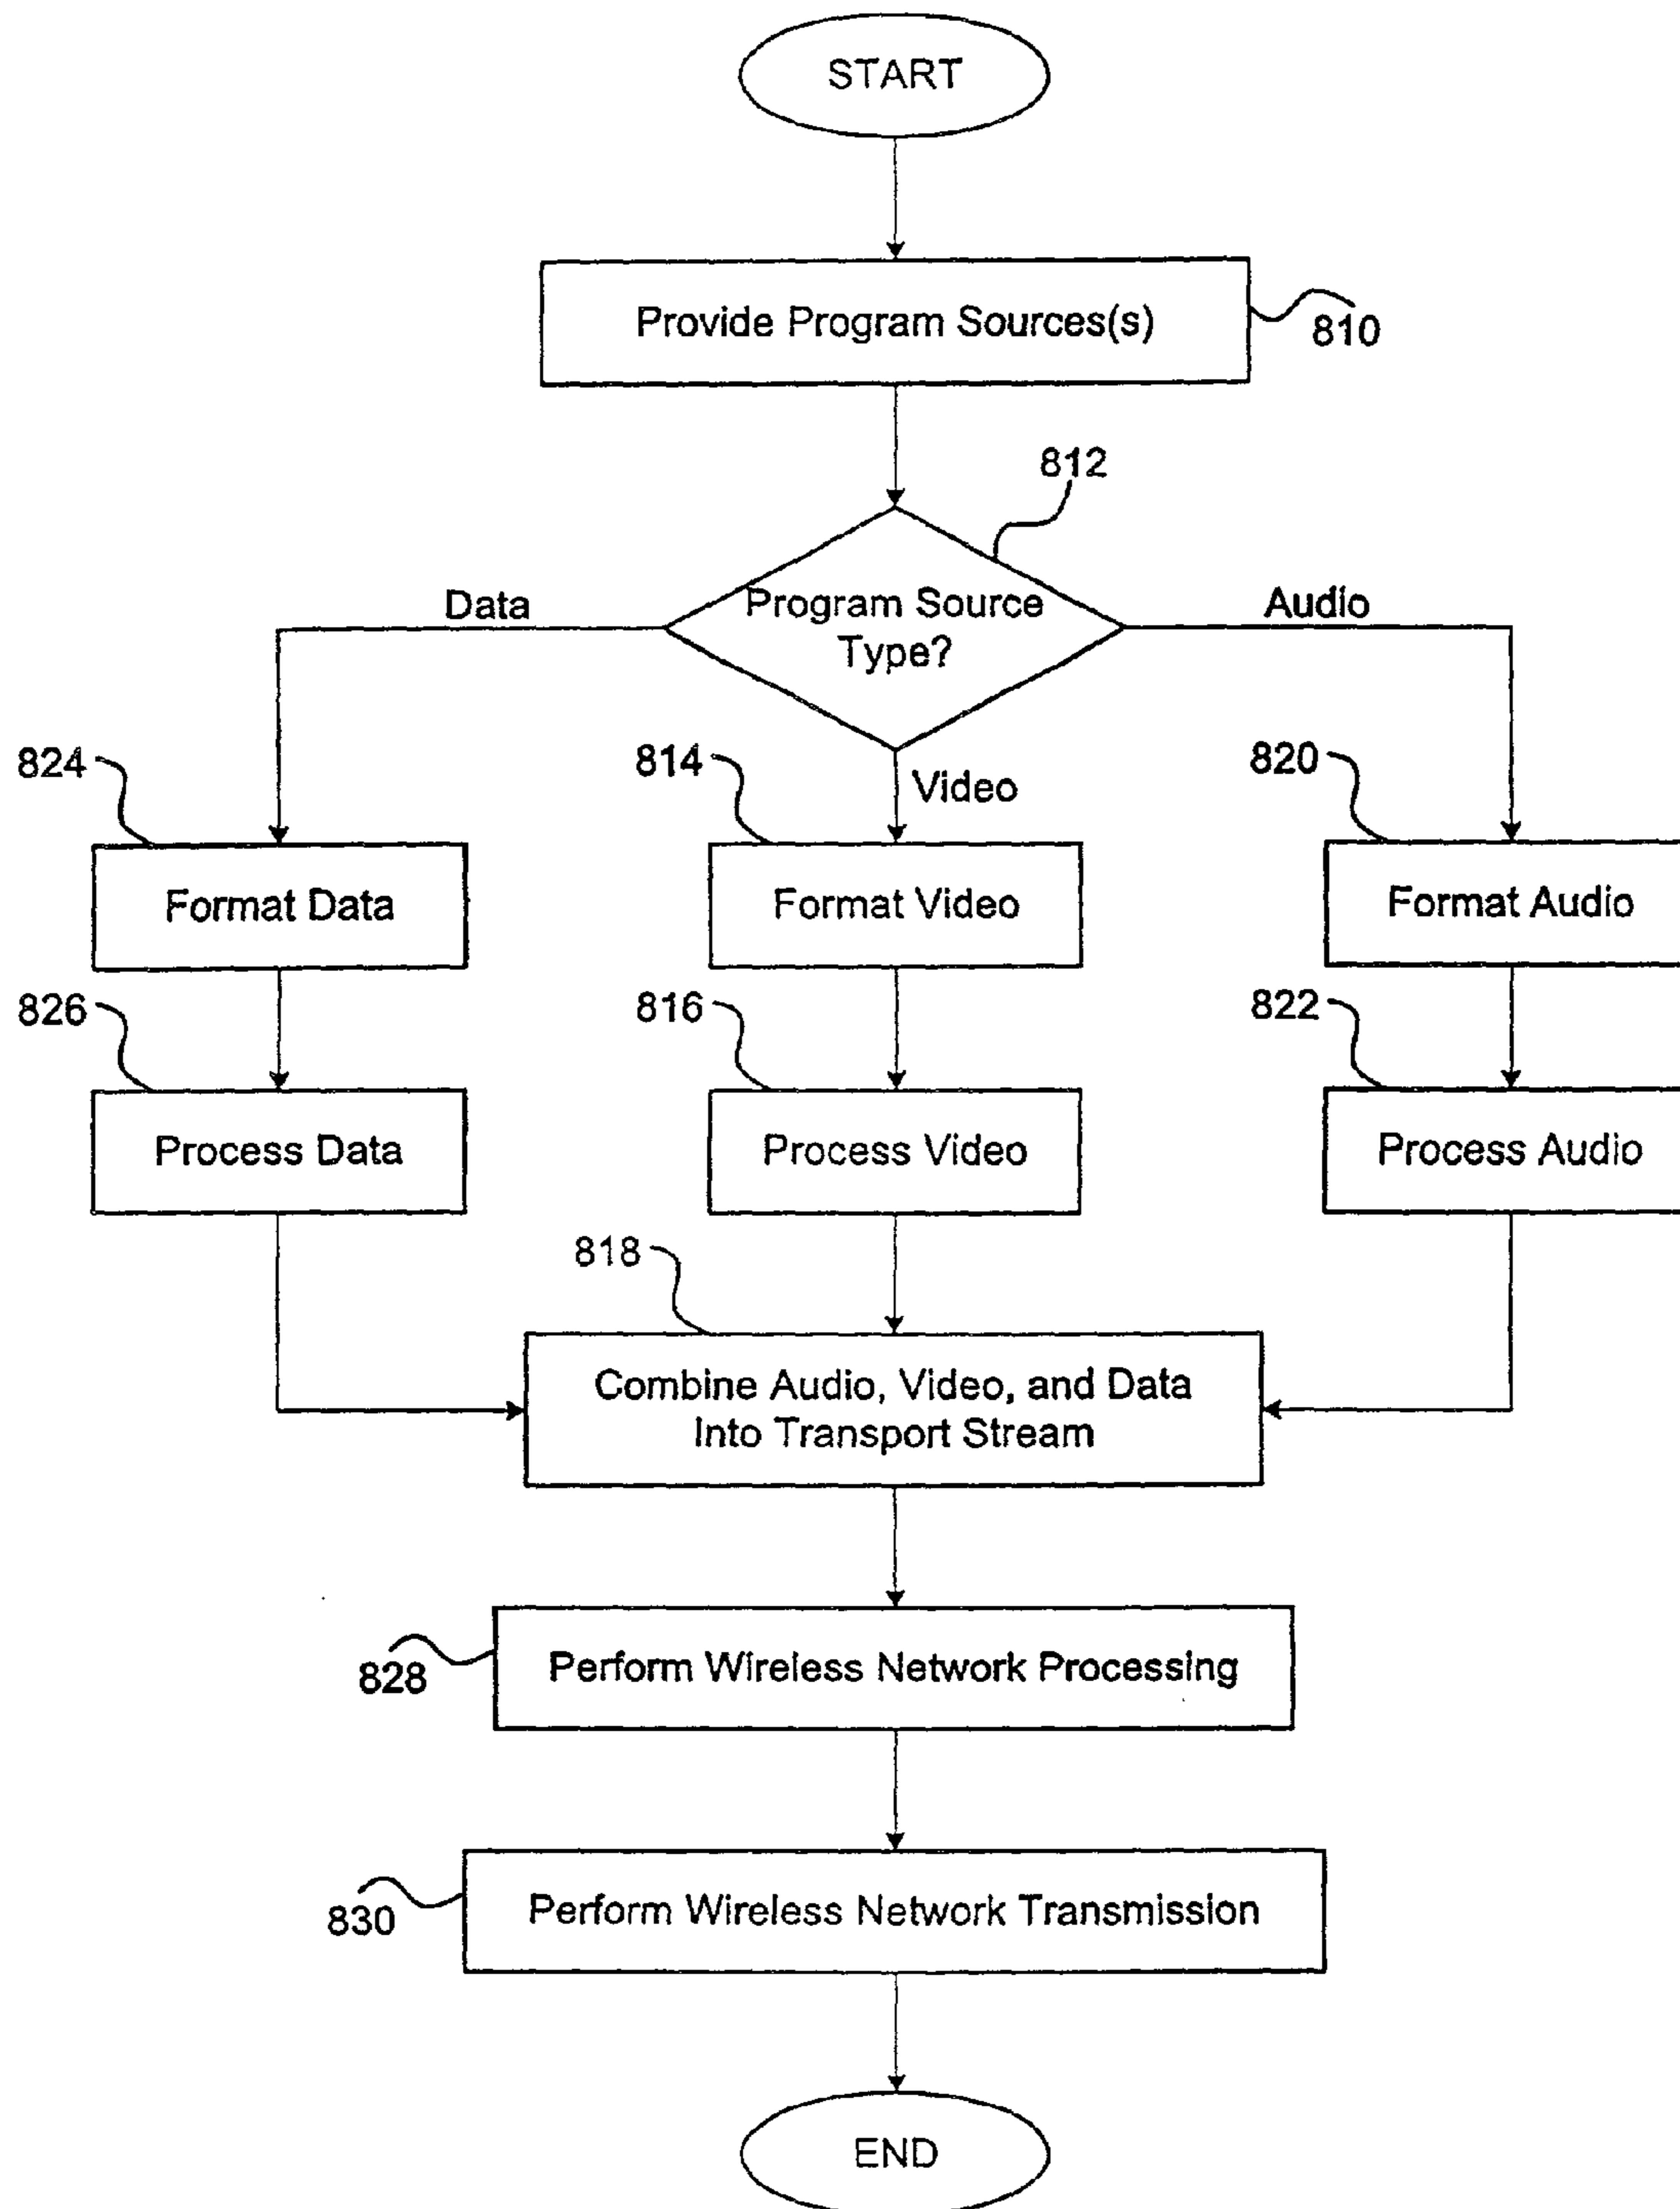 START
Provide Program Sources(s)
810
812
Program Source
Type?
Data
Audio
Video
824
814
820
Format Data
Format Video
Format Audio
826
816
822
Process Data
Process Video
Process Audio
818
Combine Audio, Video, and Data
Into Transport Stream
828
Perform Wireless Network Processing
830
Perform Wireless Network Transmission
END